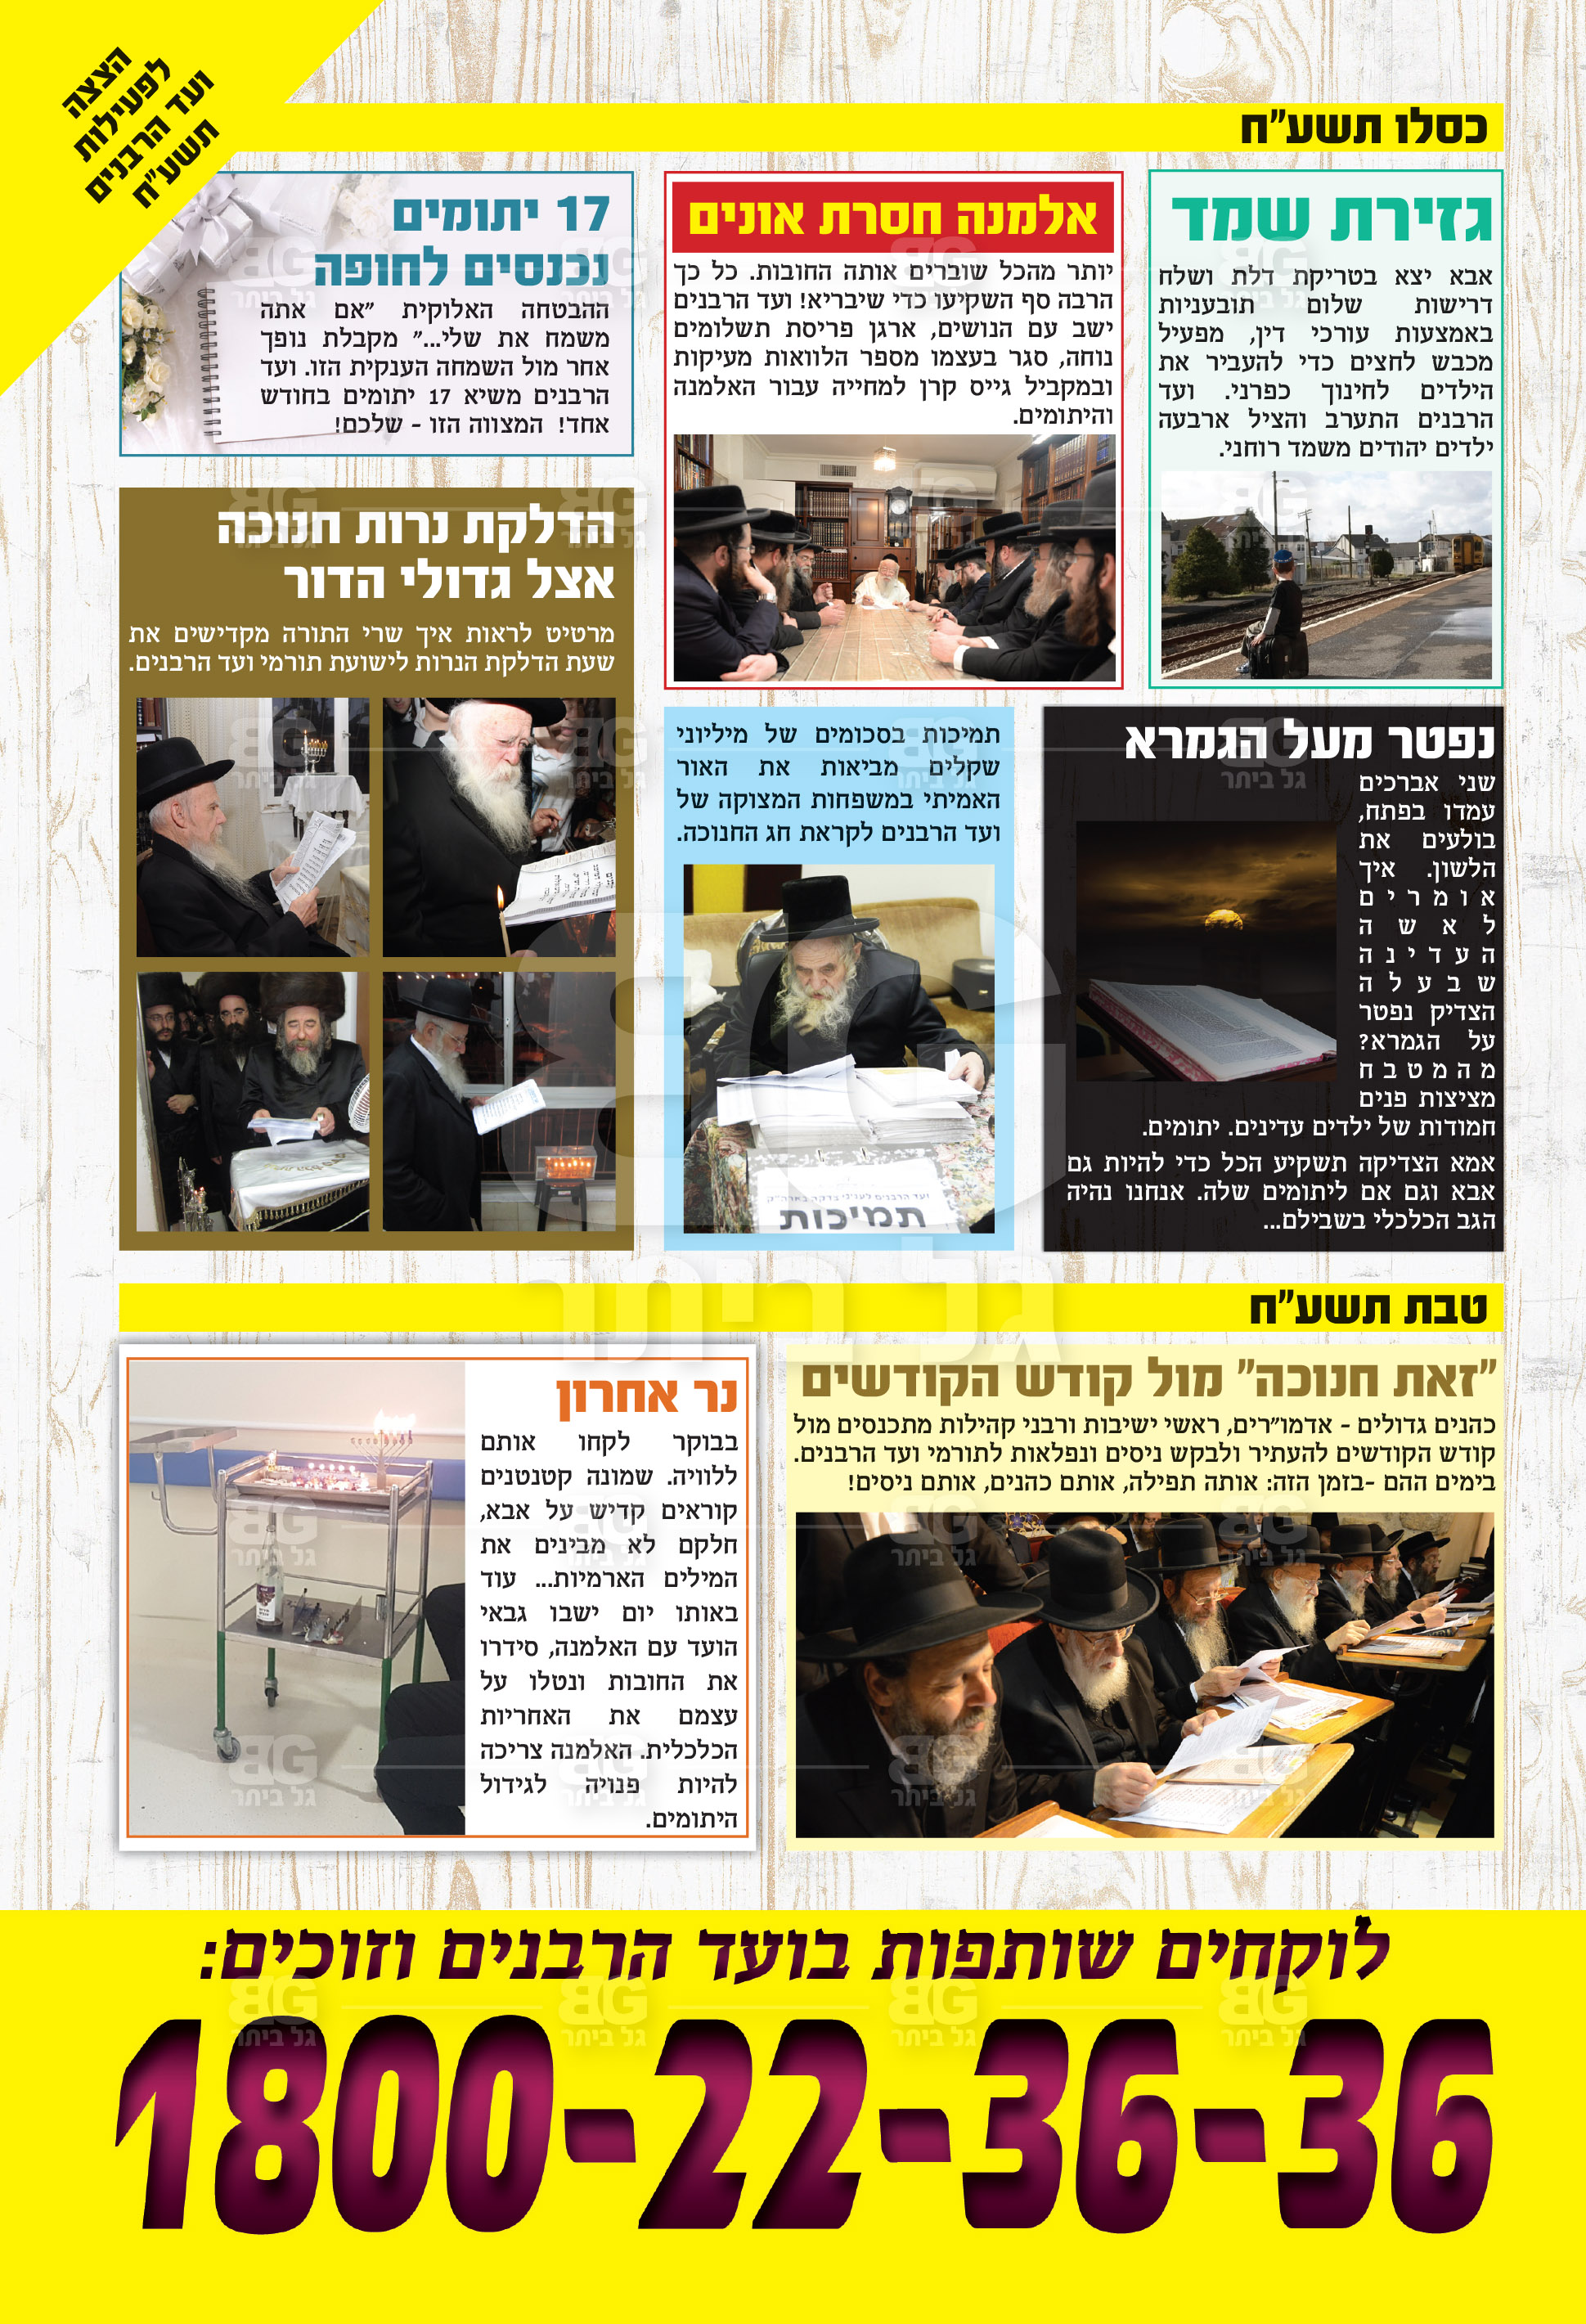 הצצה
לפעילות
ועד הרבנים
תשע"ח
כסלו תשע"ח
גזירת שמד
אבא יצא בטריקת דלת ושלח
דרישות שלום תובעניות
באמצעות עורכי דין, מפעיל
מכבש לחצים כדי להעביר את
הילדים לחינוך כפרני. ועד
הרבנים התערב והציל ארבעה
ילדים יהודים משמד רוחני.
אלמנה חסרת אונים
יותר מהכל שוברים אותה החובות. כל כך
הרבה סף השקיעו כדי שיבריא! ועד הרבנים
ישב עם הנושים, ארגן פריסת תשלומים
נוחה, סגר בעצמו מספר הלוואות מעיקות
ובמקביל גייס קרן למחייה עבור האלמנה
והיתומים.
17 יתומים
נכנסים לחופה
ההבטחה האלוקית "אם אתה
משמח את שלי..." מקבלת נופך
אחר מול השמחה הענקית הזו. ועד
הרבנים משיא 17 יתומים בחודש
אחד! המצווה הזו - שלכם!
הדלקת נרות חנוכה
אצל גדולי הדור
מרטיט לראות איך שרי התורה מקדישים את
שעת הדלקת הנרות לישועת תורמי ועד הרבנים.
נפטר מעל הגמרא
שני אברכים
עמדו בפתח,
בולעים את
הלשון. איך
אומרים
לאשה
העדינה
שבעלה
הצדיק נפטר
על הגמרא?
מהמטבח
מציצות פנים
חמודות של ילדים עדינים. יתומים.
אמא הצדיקה תשקיע הכל כדי להיות גם
אבא וגם אם ליתומים שלה. אנחנו נהיה
הגב הכלכלי בשבילם...
תמיכות בסכומים של מיליוני
שקלים מביאות את האור
האמיתי במשפחות המצוקה של
ועד הרבנים לקראת חג החנוכה.
ועד הרבנים לעניני צדקה בארה"ק
תמיכות
טבת תשע"ח
"זאת חנוכה" מול קודש הקודשים
כהנים גדולים - אדמו"רים, ראשי ישיבות ורבני קהילות מתכנסים מול
קודש הקודשים להעתיר ולבקש ניסים ונפלאות לתורמי ועד הרבנים.
בימים ההם -בזמן הזה: אותה תפילה, אותם כהנים, אותם ניסים!
נר אחרון
בבוקר לקחו אותם
ללוויה. שמונה קטנטנים
קוראים קדיש על אבא,
חלקם לא מבינים את
המילים הארמיות... עוד
באותו יום ישבו גבאי
הועד עם האלמנה, סידרו
את החובות ונטלו על
עצמם את האחריות
הכלכלית. האלמנה צריכה
להיות פנויה לגידול
היתומים.
לוקחים שותפות בועד הרבנים וזוכים:
1800-22-36-36
BG
גל ביתר